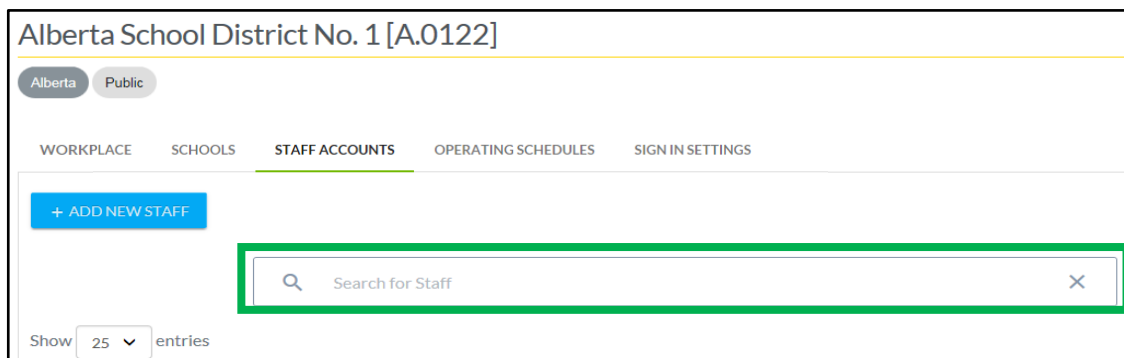 Alberta School District No. 1 [A.0122]
Alberta Public
WORKPLACE SCHOOLS STAFF ACCOUNTS OPERATING SCHEDULES SIGN IN SETTINGS
+ ADD NEW STAFF
Search for Staff
Show 25 entries